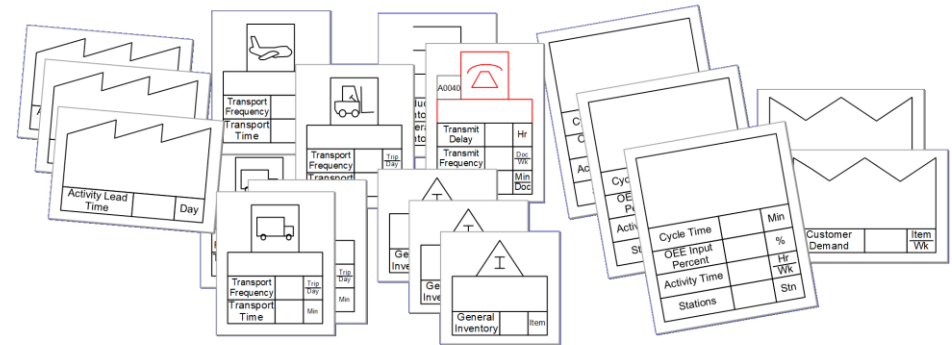 Activity Lead
Time
Day
Transport
Frequency
Transport
Time
Transport
Frequency
Trip
Day
Transport
Transport
Frequency
Trip
Day
Transport
Time
Min
Trip
Day
Min
A0040
Transmit
Delay
Hr
Transmit
Frequency
Doc
Wk
Min
Doc
I
I
I
General
Inventory
Item
Cycle Time
Min
OEE Input
Percent
%
Activity Time
Hr
Wk
Stations
Stn
Customer
Demand
Item
Wk